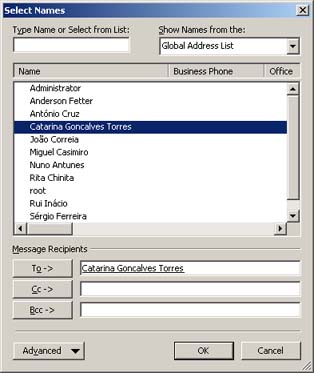 Select Names
Type Name or Select from List:
Show Names from the:
Global Address List
Name Business Phone Office
Administrator
Anderson Fetter
António Cruz
Catarina Goncalves Torres
João Correia
Miguel Casimiro
Nuno Antunes
Rita Chinita
root
Rui Inácio
Sérgio Ferreira
Message Recipients
To -> Catarina Goncalves Torres
Cc ->
Bcc ->
Advanced OK Cancel